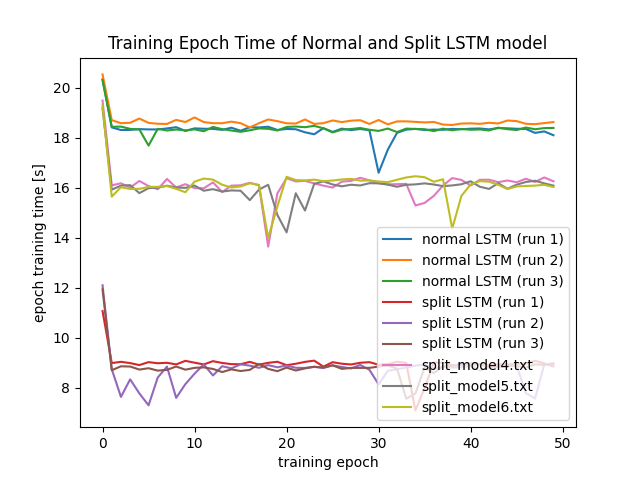 Training Epoch Time of Normal and Split LSTM model
epoch training time [s]
20
18
16
14
12
10
8
normal LSTM (run 1)
normal LSTM (run 2)
normal LSTM (run 3)
split LSTM (run 1)
split LSTM (run 2)
split LSTM (run 3)
split_model4.txt
split_model5.txt
split_model6.txt
0
10
20
30
40
50
training epoch